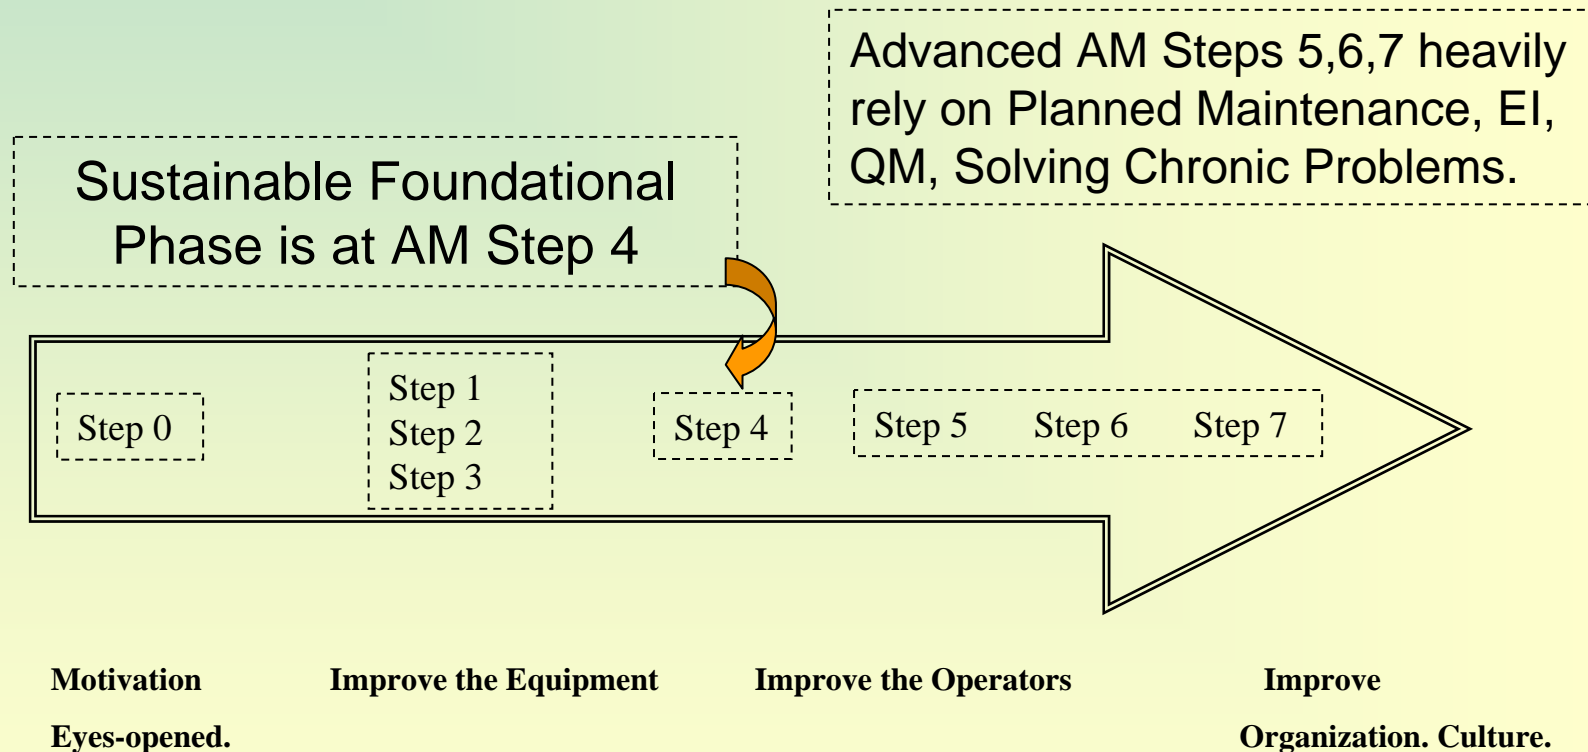 Advanced AM Steps 5,6,7 heavily
rely on Planned Maintenance, EI,
QM, Solving Chronic Problems.
Sustainable Foundational
Phase is at AM Step 4
Step 0
Step 1
Step 2
Step 3
Step 4
Step 5 Step 6 Step 7
Motivation Improve the Equipment Improve the Operators Improve
Eyes-opened. Organization. Culture.